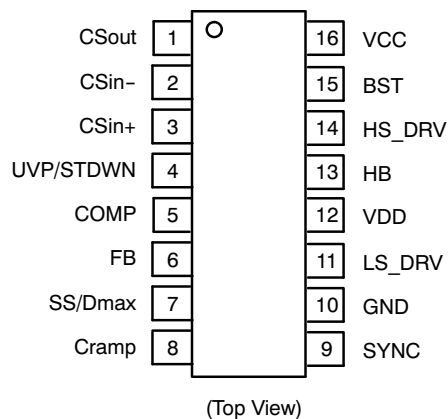 CSout 1 16 VCC
CSin- 2 15 BST
CSin+ 3 14 HS_DRV
UVP/STDWN 4 13 HB
COMP 5 12 VDD
FB 6 11 LS_DRV
SS/Dmax 7 10 GND
Cramp 8 9 SYNC
(Top View)